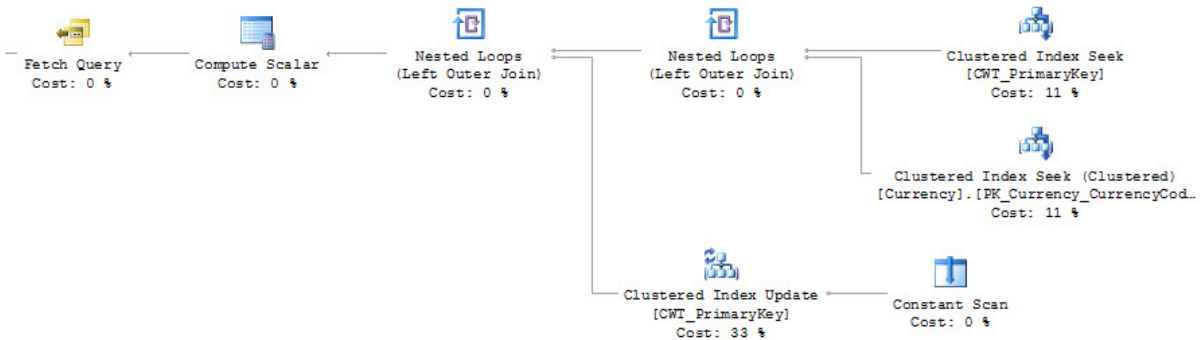 Fetch Query
Cost: 0 %
Compute Scalar
Cost: 0 %
Nested Loops
(Left Outer Join)
Cost: 0 %
Nested Loops
(Left Outer Join)
Cost: 0 %
Clustered Index Seek
[CWT_PrimaryKey]
Cost: 11 %
Clustered Index Seek (Clustered)
[Currency].[PK_Currency_CurrencyCod…
Cost: 11 %
Clustered Index Update
[CWT_PrimaryKey]
Cost: 33 %
Constant Scan
Cost: 0 %